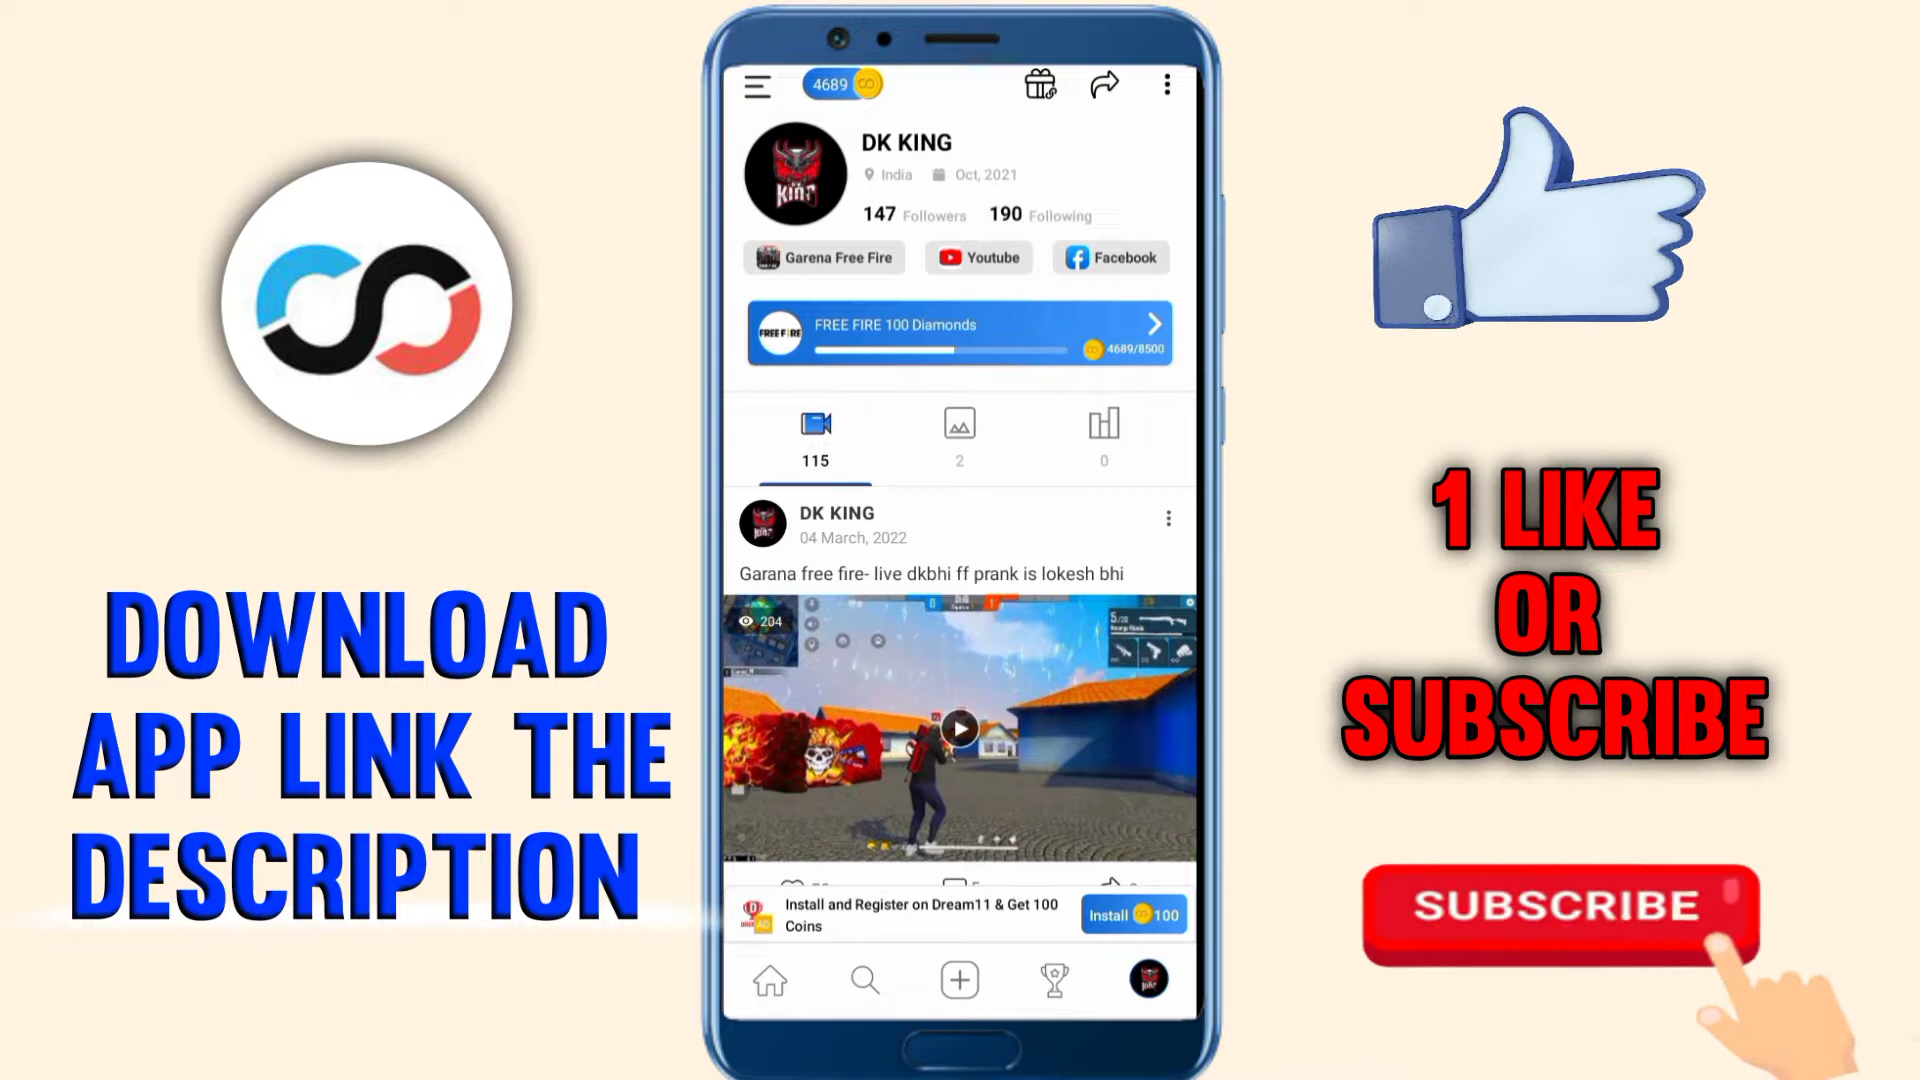 4689
DK KING
India Oct, 2021
147 Followers 190 Following
Garena Free Fire Youtube Facebook
FREE FIRE
FREE FIRE 100 Diamonds
4689/8500
115 2 0
DK KING
04 March, 2022
Garana free fire- live dkbhi ff prank is lokesh bhi
204
Install and Register on Dream11 & Get 100
Coins
AD
Install 100
DOWNLOAD
APP LINK THE
DESCRIPTION
1 LIKE
OR
SUBSCRIBE
SUBSCRIBE